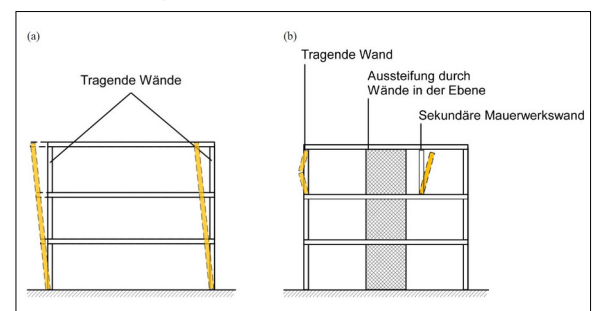 (a)
Tragende Wände
(b)
Tragende Wand
Aussteifung durch
Wände in der Ebene
Sekundäre Mauerwerkswand